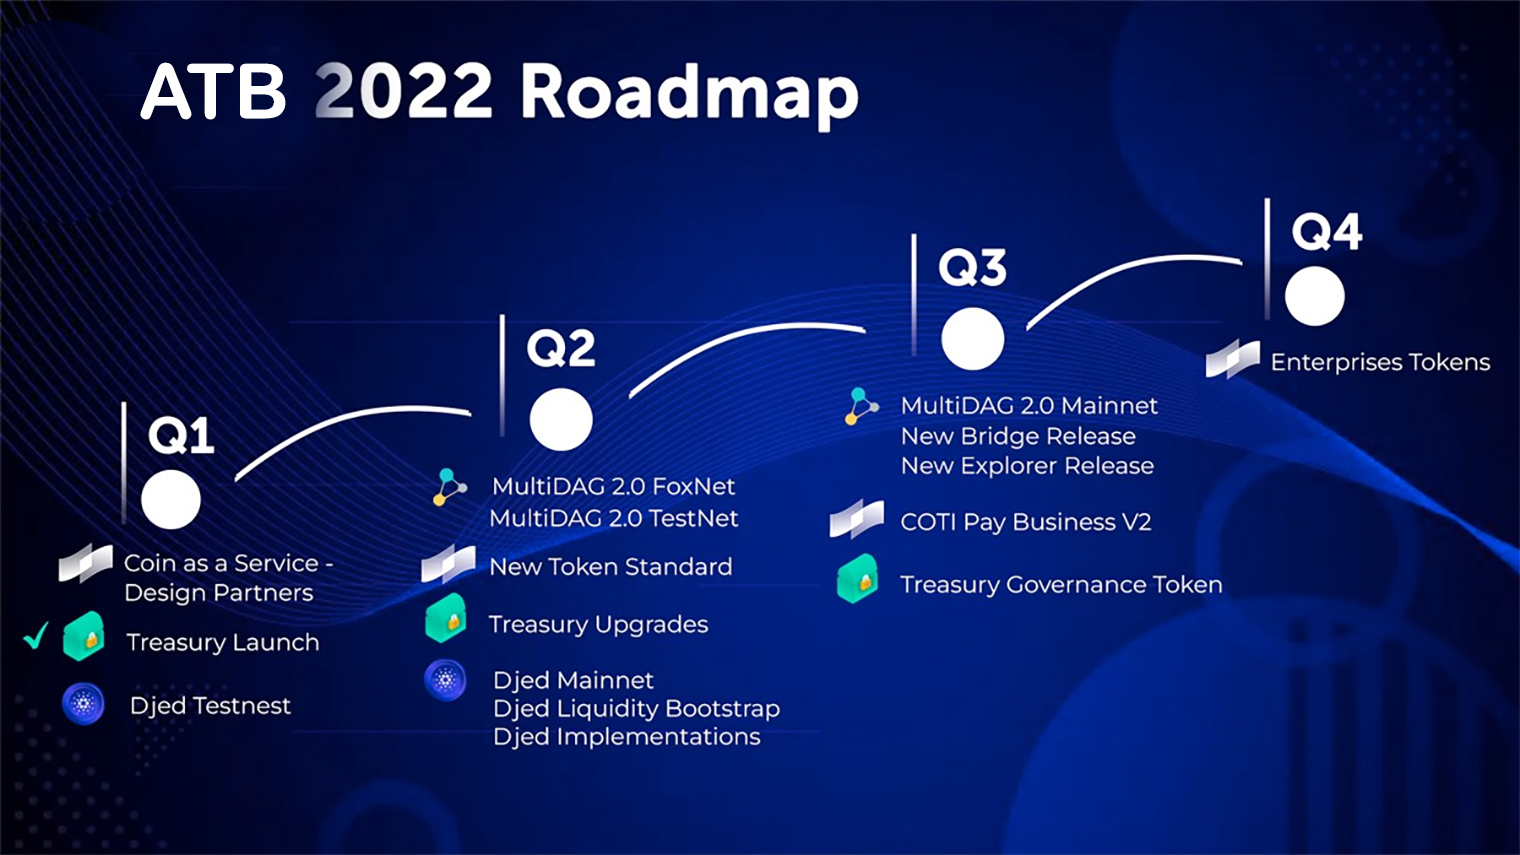 ATB 2022 Roadmap
Q1
Coin as a Service -
Design Partners
Treasury Launch
Djed Testnest
Q2
MultiDAG 2.0 FoxNet
MultiDAG 2.0 TestNet
New Token Standard
Treasury Upgrades
Djed Mainnet
Djed Liquidity Bootstrap
Djed Implementations
Q3
MultiDAG 2.0 Mainnet
New Bridge Release
New Explorer Release
COTI Pay Business V2
Treasury Governance Token
Q4
Enterprises Tokens